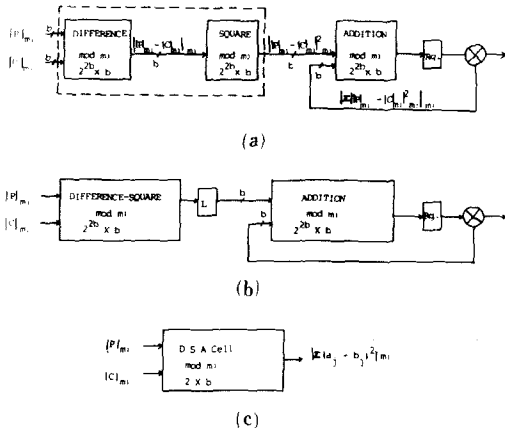 |P|mi b DIFFERENCE mod mi 2^2b x b
|C|mi b
||P|mi - |C|mi|mi b
SQUARE mod mi 2^2b x b
||P|mi - |C|mi|²mi b
ADDITION mod mi 2^2b x b
b
Rg.
(a)
|P|mi
|C|mi
DIFFERENCE-SQUARE
mod mi
2^2b x b
L
b
b
ADDITION
mod mi
2^2b x b
Rg.
(b)
|P|mi
|C|mi
D S A Cell
mod mi
2 X b
(c)